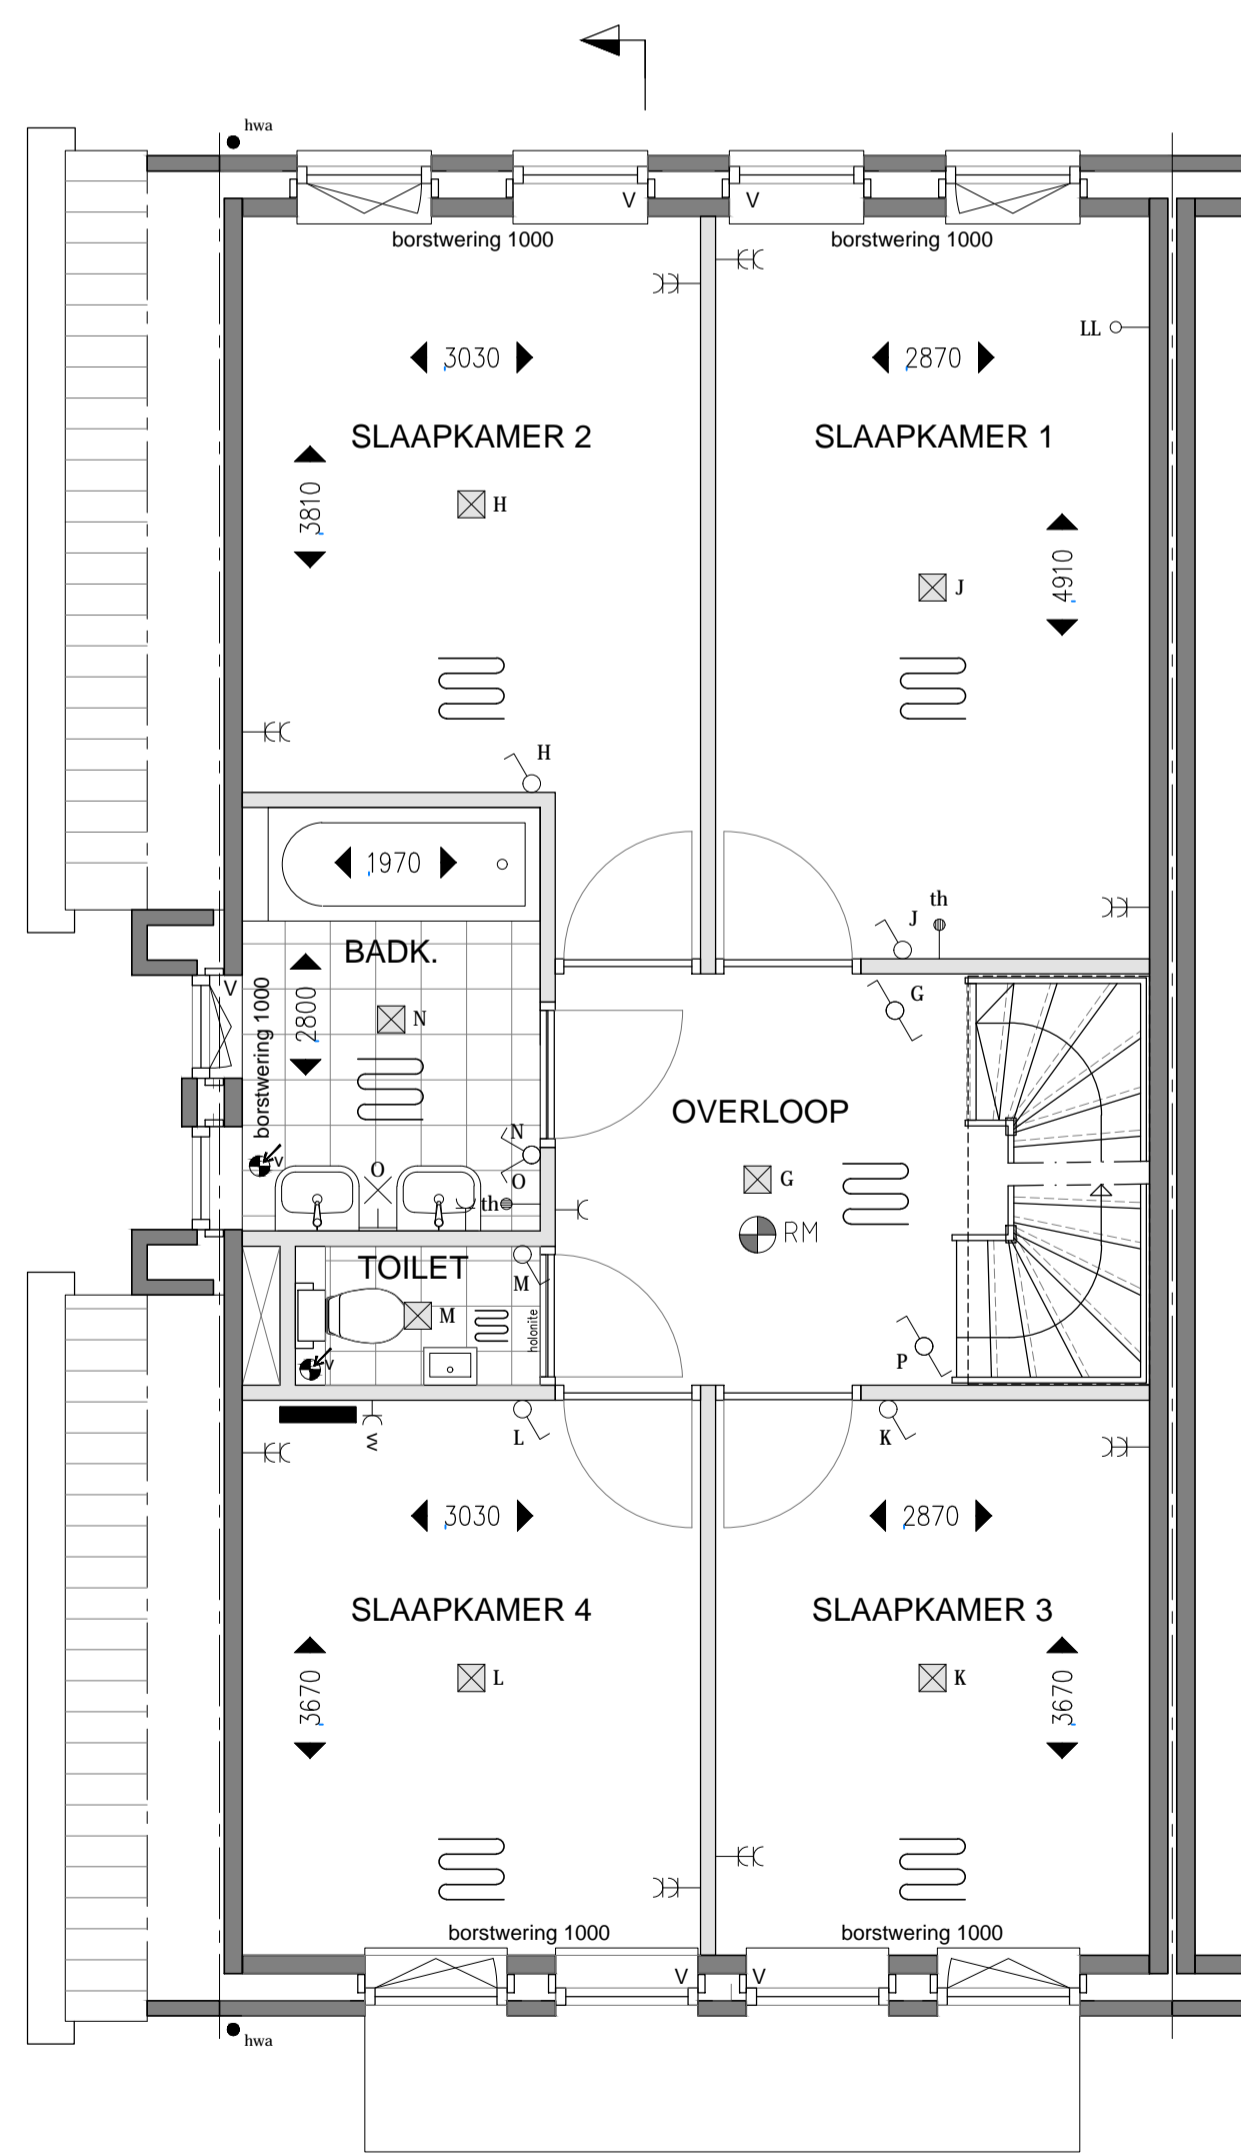 hwa
V
V
borstwering 1000
borstwering 1000
LL
3030
2870
SLAAPKAMER 2
SLAAPKAMER 1
3810
H
4910
J
H
1970
th
J
BADK.
G
V
borstwering 1000
2800
N
OVERLOOP
N
V
O
O
G
th
RM
TOILET
M
M
holonite
V
P
L
K
W
3030
2870
SLAAPKAMER 4
SLAAPKAMER 3
3670
L
K
3670
borstwering 1000
borstwering 1000
V
V
hwa